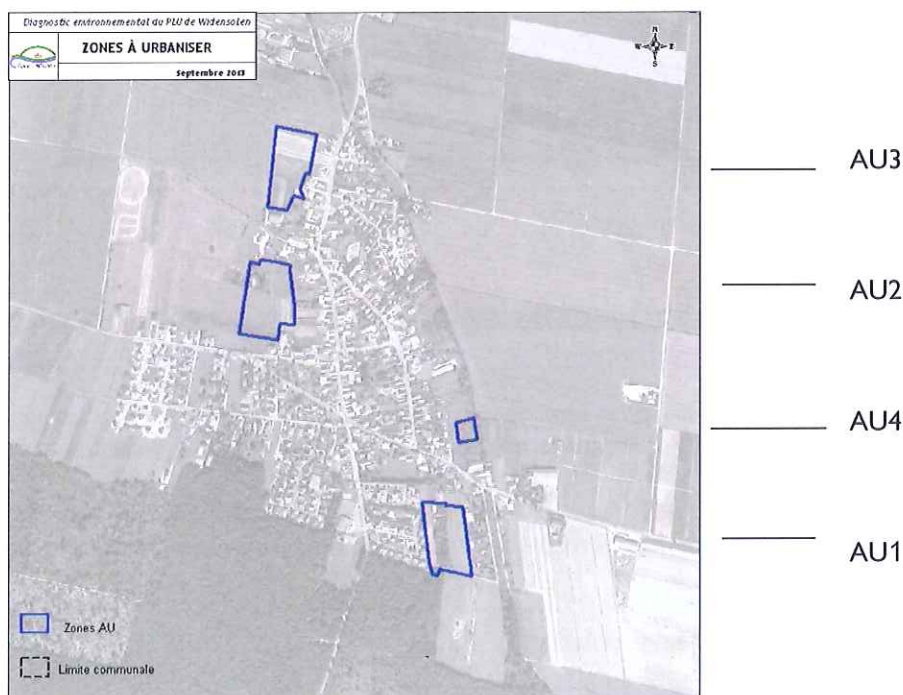 Diagnostic environnemental du PLU de Widensolen
ZONES À URBANISER
Septembre 2013
N
W E
S
AU3
AU2
AU4
AU1
Zones AU
Limite communale